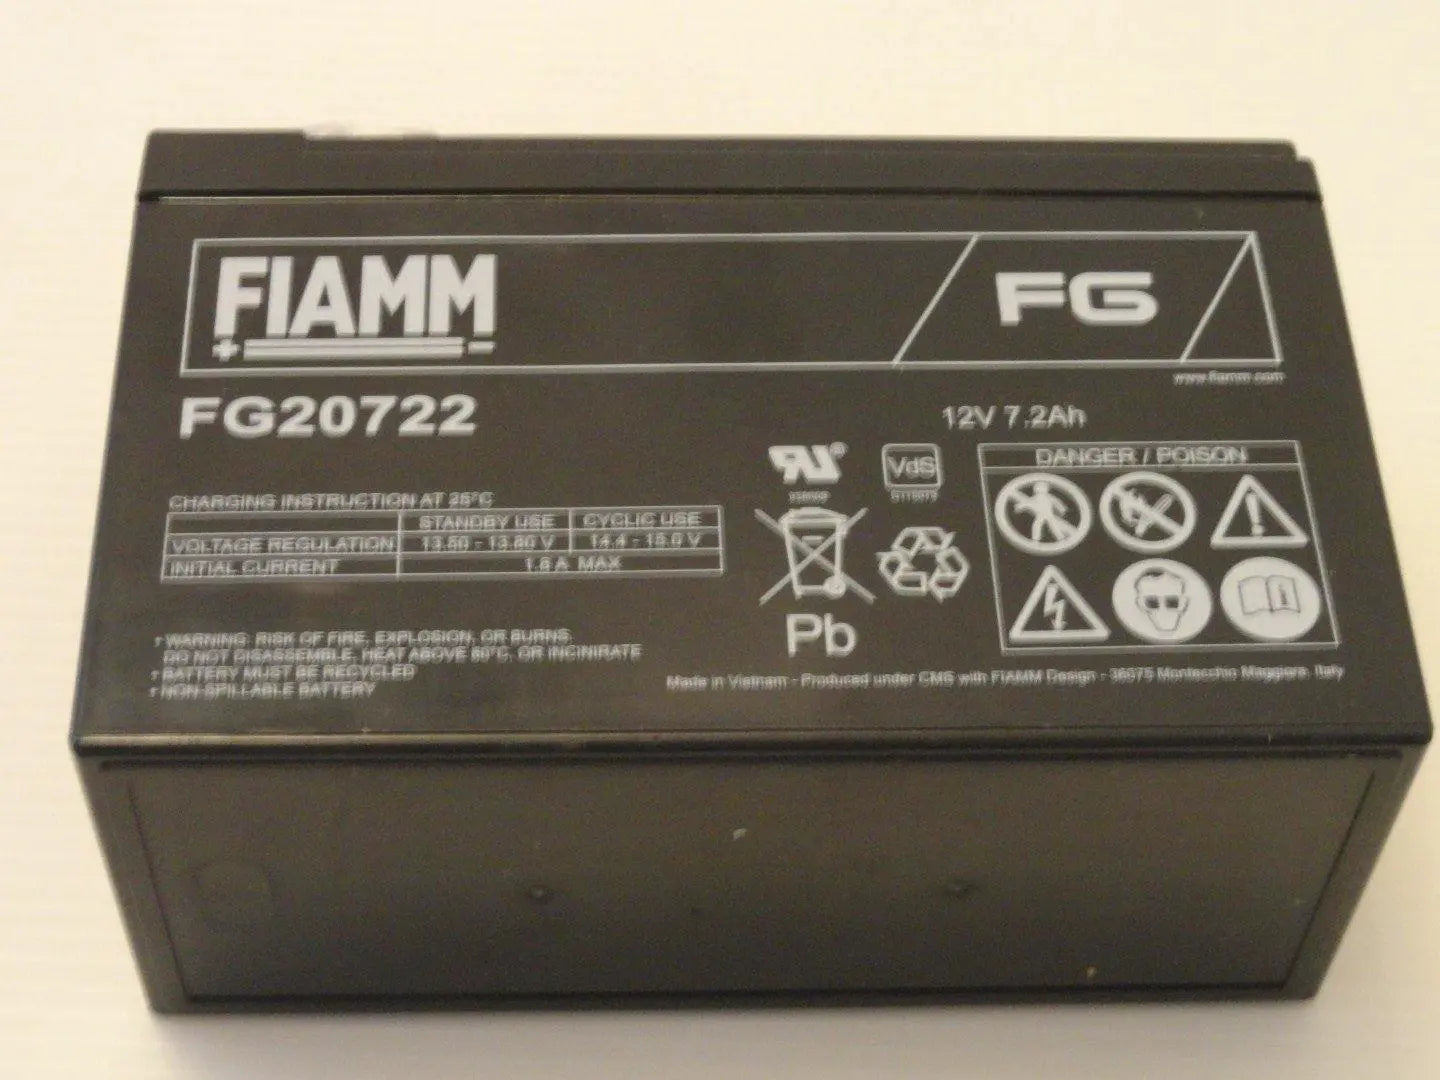 FIAMM
+ -
FG
www.fiamm.com
FG20722
12V 7.2Ah
CHARGING INSTRUCTION AT 25°C
STANDBY USE CYCLIC USE
VOLTAGE REGULATION 13.50 - 13.80 V 14.4 - 15.0 V
INITIAL CURRENT 1.8 A MAX
VdS
DANGER / POISON
Pb
WARNING: RISK OF FIRE, EXPLOSION, OR BURNS.
DO NOT DISASSEMBLE, HEAT ABOVE 60°C, OR INCINIRATE
BATTERY MUST BE RECYCLED
NON-SPILLABLE BATTERY
Made in Vietnam - Produced under CMS with FIAMM Design - 36075 Montecchio Maggiore. Italy